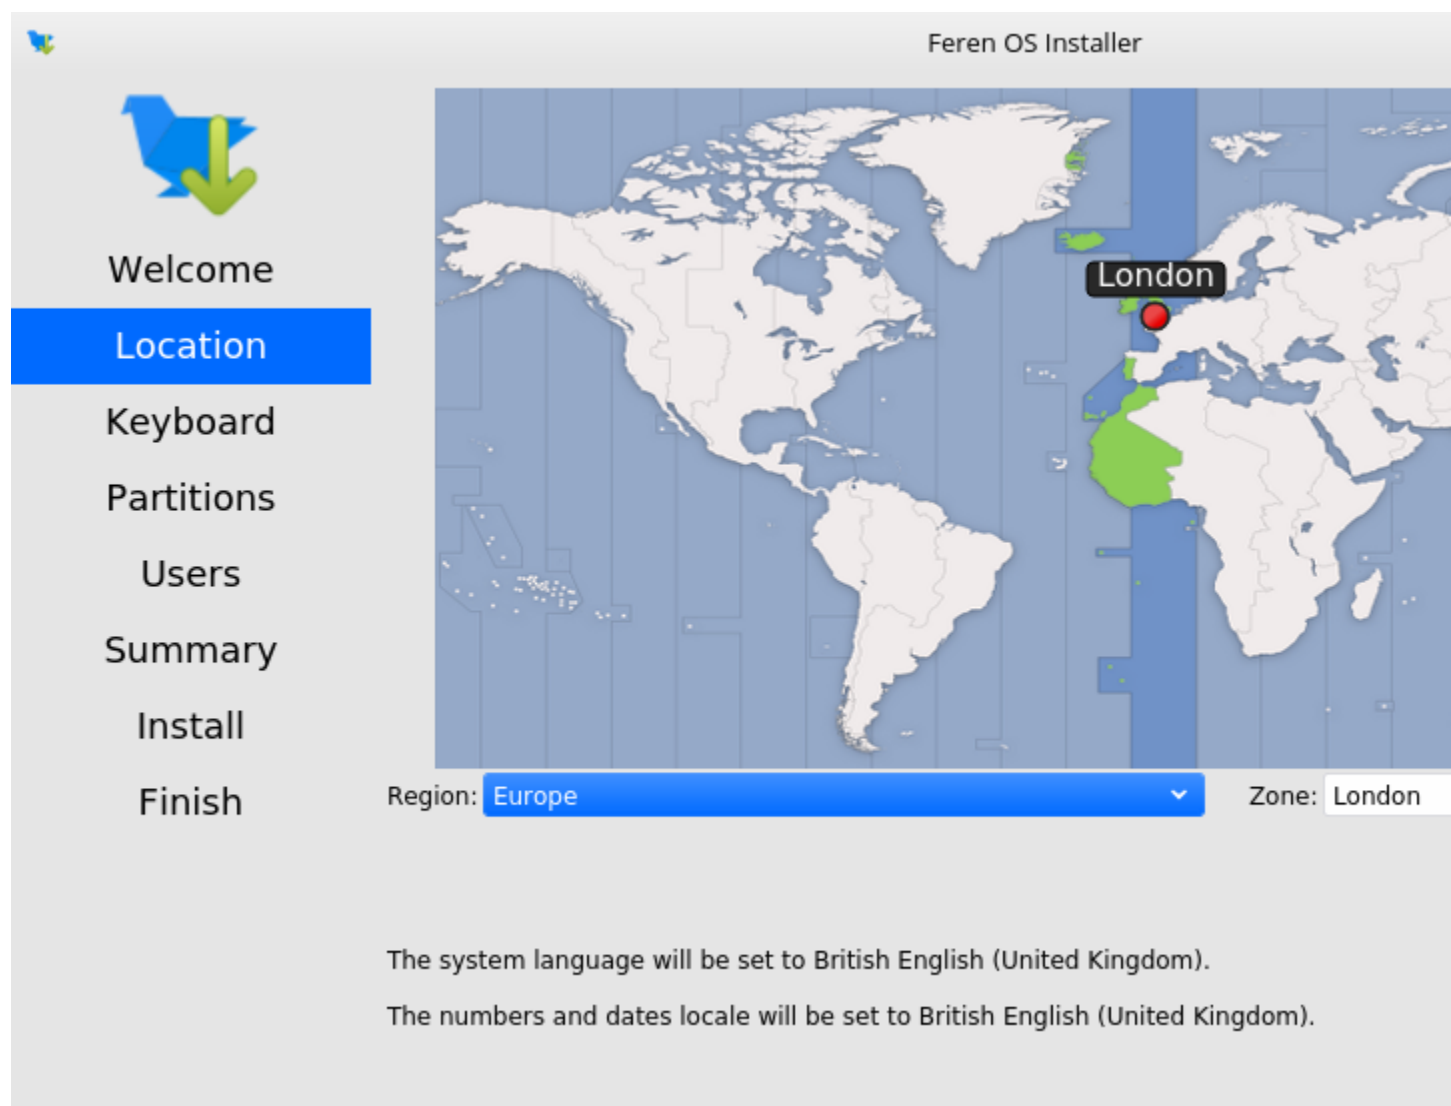 Feren OS Installer
Welcome
Location
Keyboard
Partitions
Users
Summary
Install
Finish
London
Region: Europe Zone: London
The system language will be set to British English (United Kingdom).
The numbers and dates locale will be set to British English (United Kingdom).